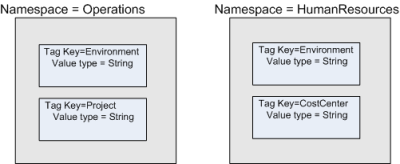 Namespace = Operations
Tag Key=Environment
Value type = String
Tag Key=Project
Value type = String
Namespace = HumanResources
Tag Key=Environment
Value type = String
Tag Key=CostCenter
Value type = String